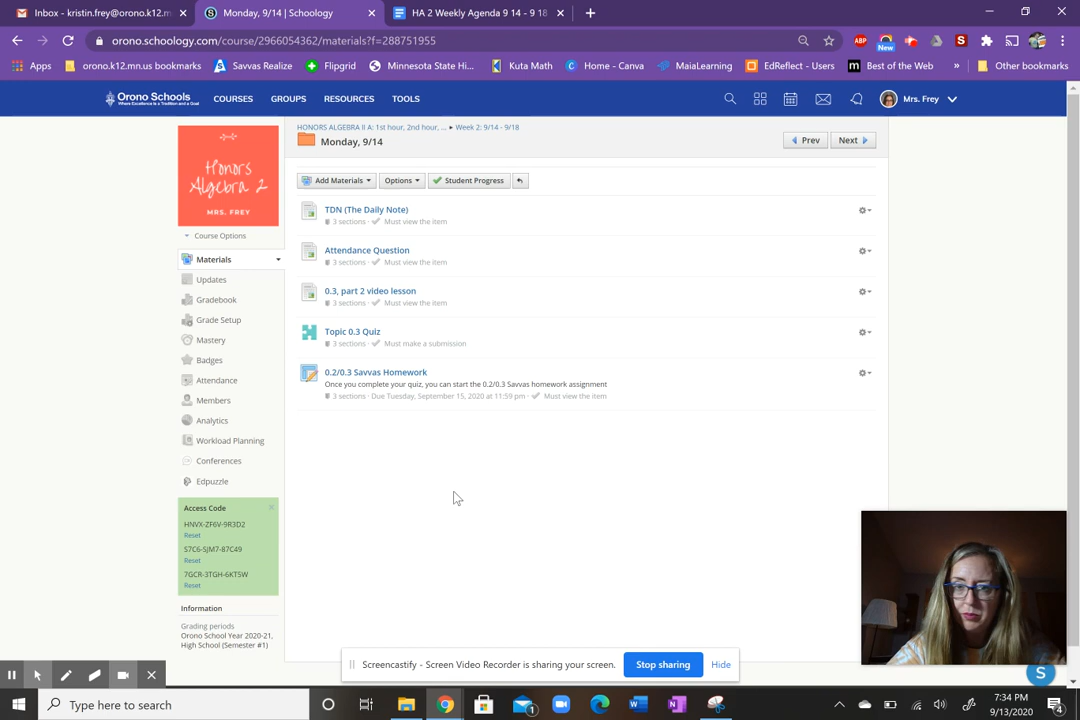 Inbox - kristin.frey@orono.k12.m
Monday, 9/14 | Schoology
HA 2 Weekly Agenda 9 14 - 9 18
orono.schoology.com/course/2966054362/materials?f=288751955
ABP
New
Apps
orono.k12.mn.us bookmarks
Savvas Realize
Flipgrid
Minnesota State Hi...
Kuta Math
Home - Canva
MaiaLearning
EdReflect - Users
Best of the Web
»
Other bookmarks
Orono Schools
Where Excellence is a Tradition and a Goal
COURSES
GROUPS
RESOURCES
TOOLS
Mrs. Frey
HONORS ALGEBRA II A: 1st hour, 2nd hour, ... ▸ Week 2: 9/14 - 9/18
Monday, 9/14
Prev
Next
Honors
Algebra 2
MRS. FREY
Add Materials
Options
Student Progress
TDN (The Daily Note)
3 sections
Must view the item
Attendance Question
3 sections
Must view the item
0.3, part 2 video lesson
3 sections
Must view the item
Topic 0.3 Quiz
3 sections
Must make a submission
0.2/0.3 Savvas Homework
Once you complete your quiz, you can start the 0.2/0.3 Savvas homework assignment
3 sections · Due Tuesday, September 15, 2020 at 11:59 pm
Must view the item
Course Options
Materials
Updates
Gradebook
Grade Setup
Mastery
Badges
Attendance
Members
Analytics
Workload Planning
Conferences
Edpuzzle
Access Code
HNVX-ZF6V-9R3D2
Reset
S7C6-SJM7-87C49
Reset
7GCR-3TGH-6KT5W
Reset
Information
Grading periods
Orono School Year 2020-21,
High School (Semester #1)
Screencastify - Screen Video Recorder is sharing your screen.
Stop sharing
Hide
S
Type here to search
7:34 PM
9/13/2020